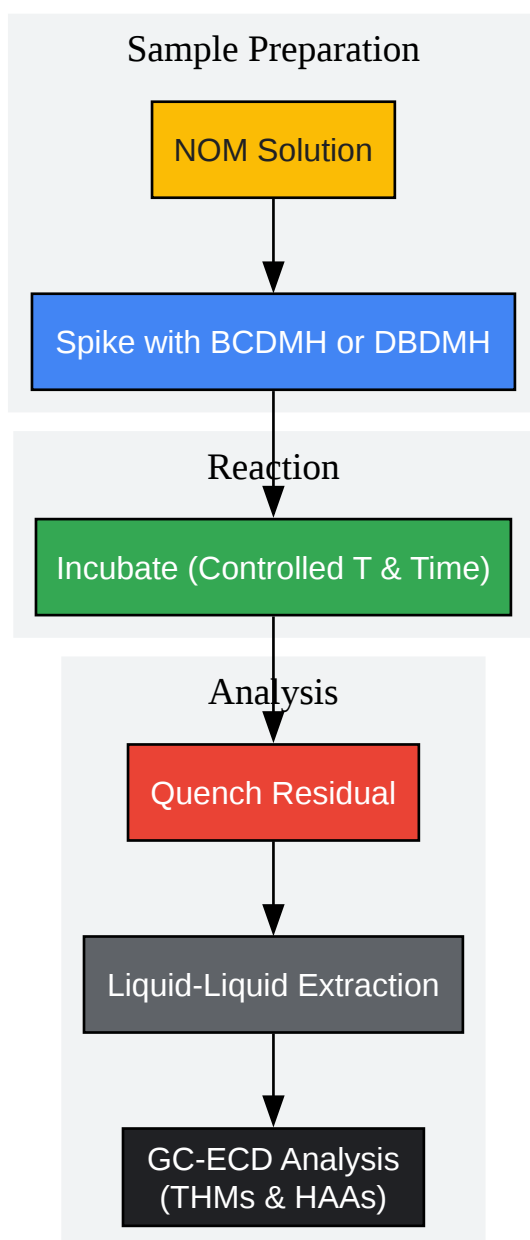 Sample Preparation
NOM Solution
Spike with BCDMH or DBDMH
Reaction
Incubate (Controlled T & Time)
Analysis
Quench Residual
Liquid-Liquid Extraction
GC-ECD Analysis
(THMs & HAAs)